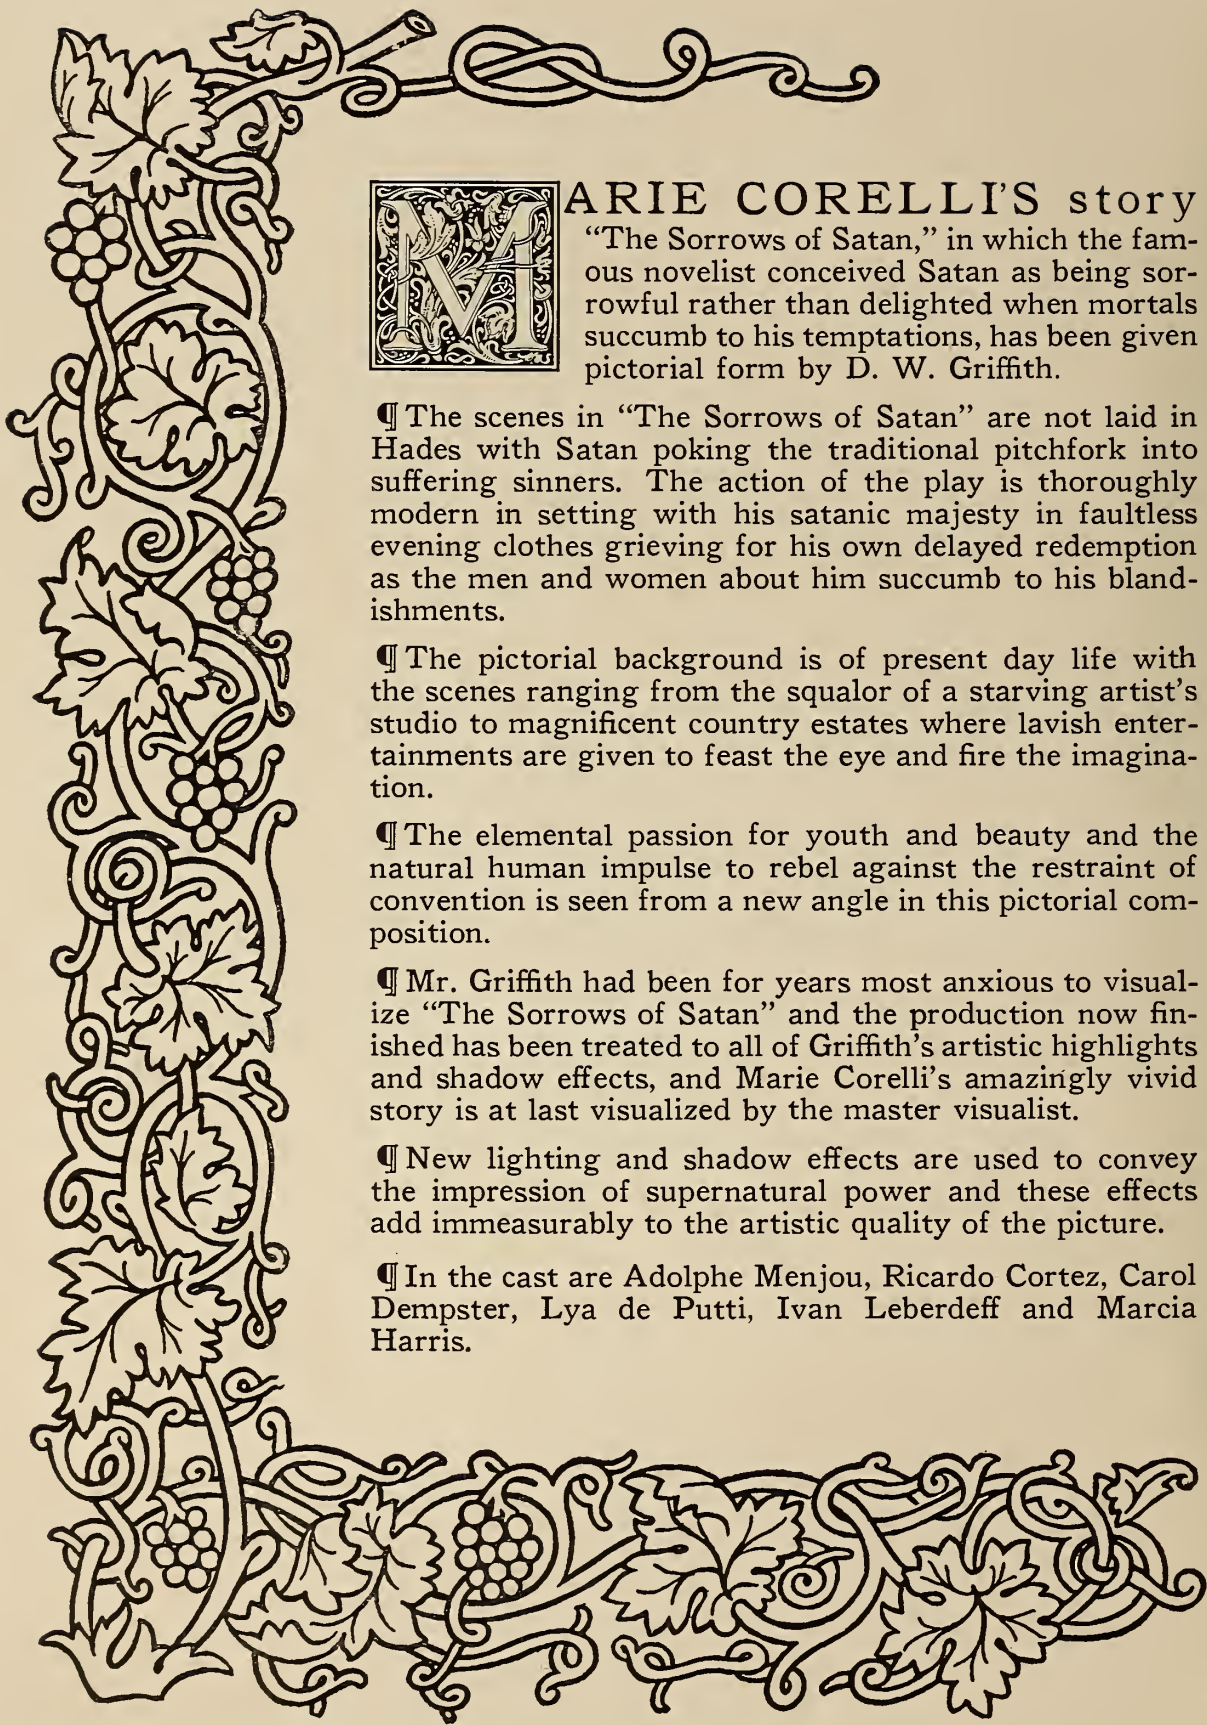 MARIE CORELLI'S story
“The Sorrows of Satan,” in which the fam-
ous novelist conceived Satan as being sor-
rowful rather than delighted when mortals
succumb to his temptations, has been given
pictorial form by D. W. Griffith.
¶ The scenes in “The Sorrows of Satan” are not laid in
Hades with Satan poking the traditional pitchfork into
suffering sinners. The action of the play is thoroughly
modern in setting with his satanic majesty in faultless
evening clothes grieving for his own delayed redemption
as the men and women about him succumb to his bland-
ishments.
¶ The pictorial background is of present day life with
the scenes ranging from the squalor of a starving artist's
studio to magnificent country estates where lavish enter-
tainments are given to feast the eye and fire the imagina-
tion.
¶ The elemental passion for youth and beauty and the
natural human impulse to rebel against the restraint of
convention is seen from a new angle in this pictorial com-
position.
¶ Mr. Griffith had been for years most anxious to visual-
ize “The Sorrows of Satan” and the production now fin-
ished has been treated to all of Griffith's artistic highlights
and shadow effects, and Marie Corelli's amazingly vivid
story is at last visualized by the master visualist.
¶ New lighting and shadow effects are used to convey
the impression of supernatural power and these effects
add immeasurably to the artistic quality of the picture.
¶ In the cast are Adolphe Menjou, Ricardo Cortez, Carol
Dempster, Lya de Putti, Ivan Leberdeff and Marcia
Harris.